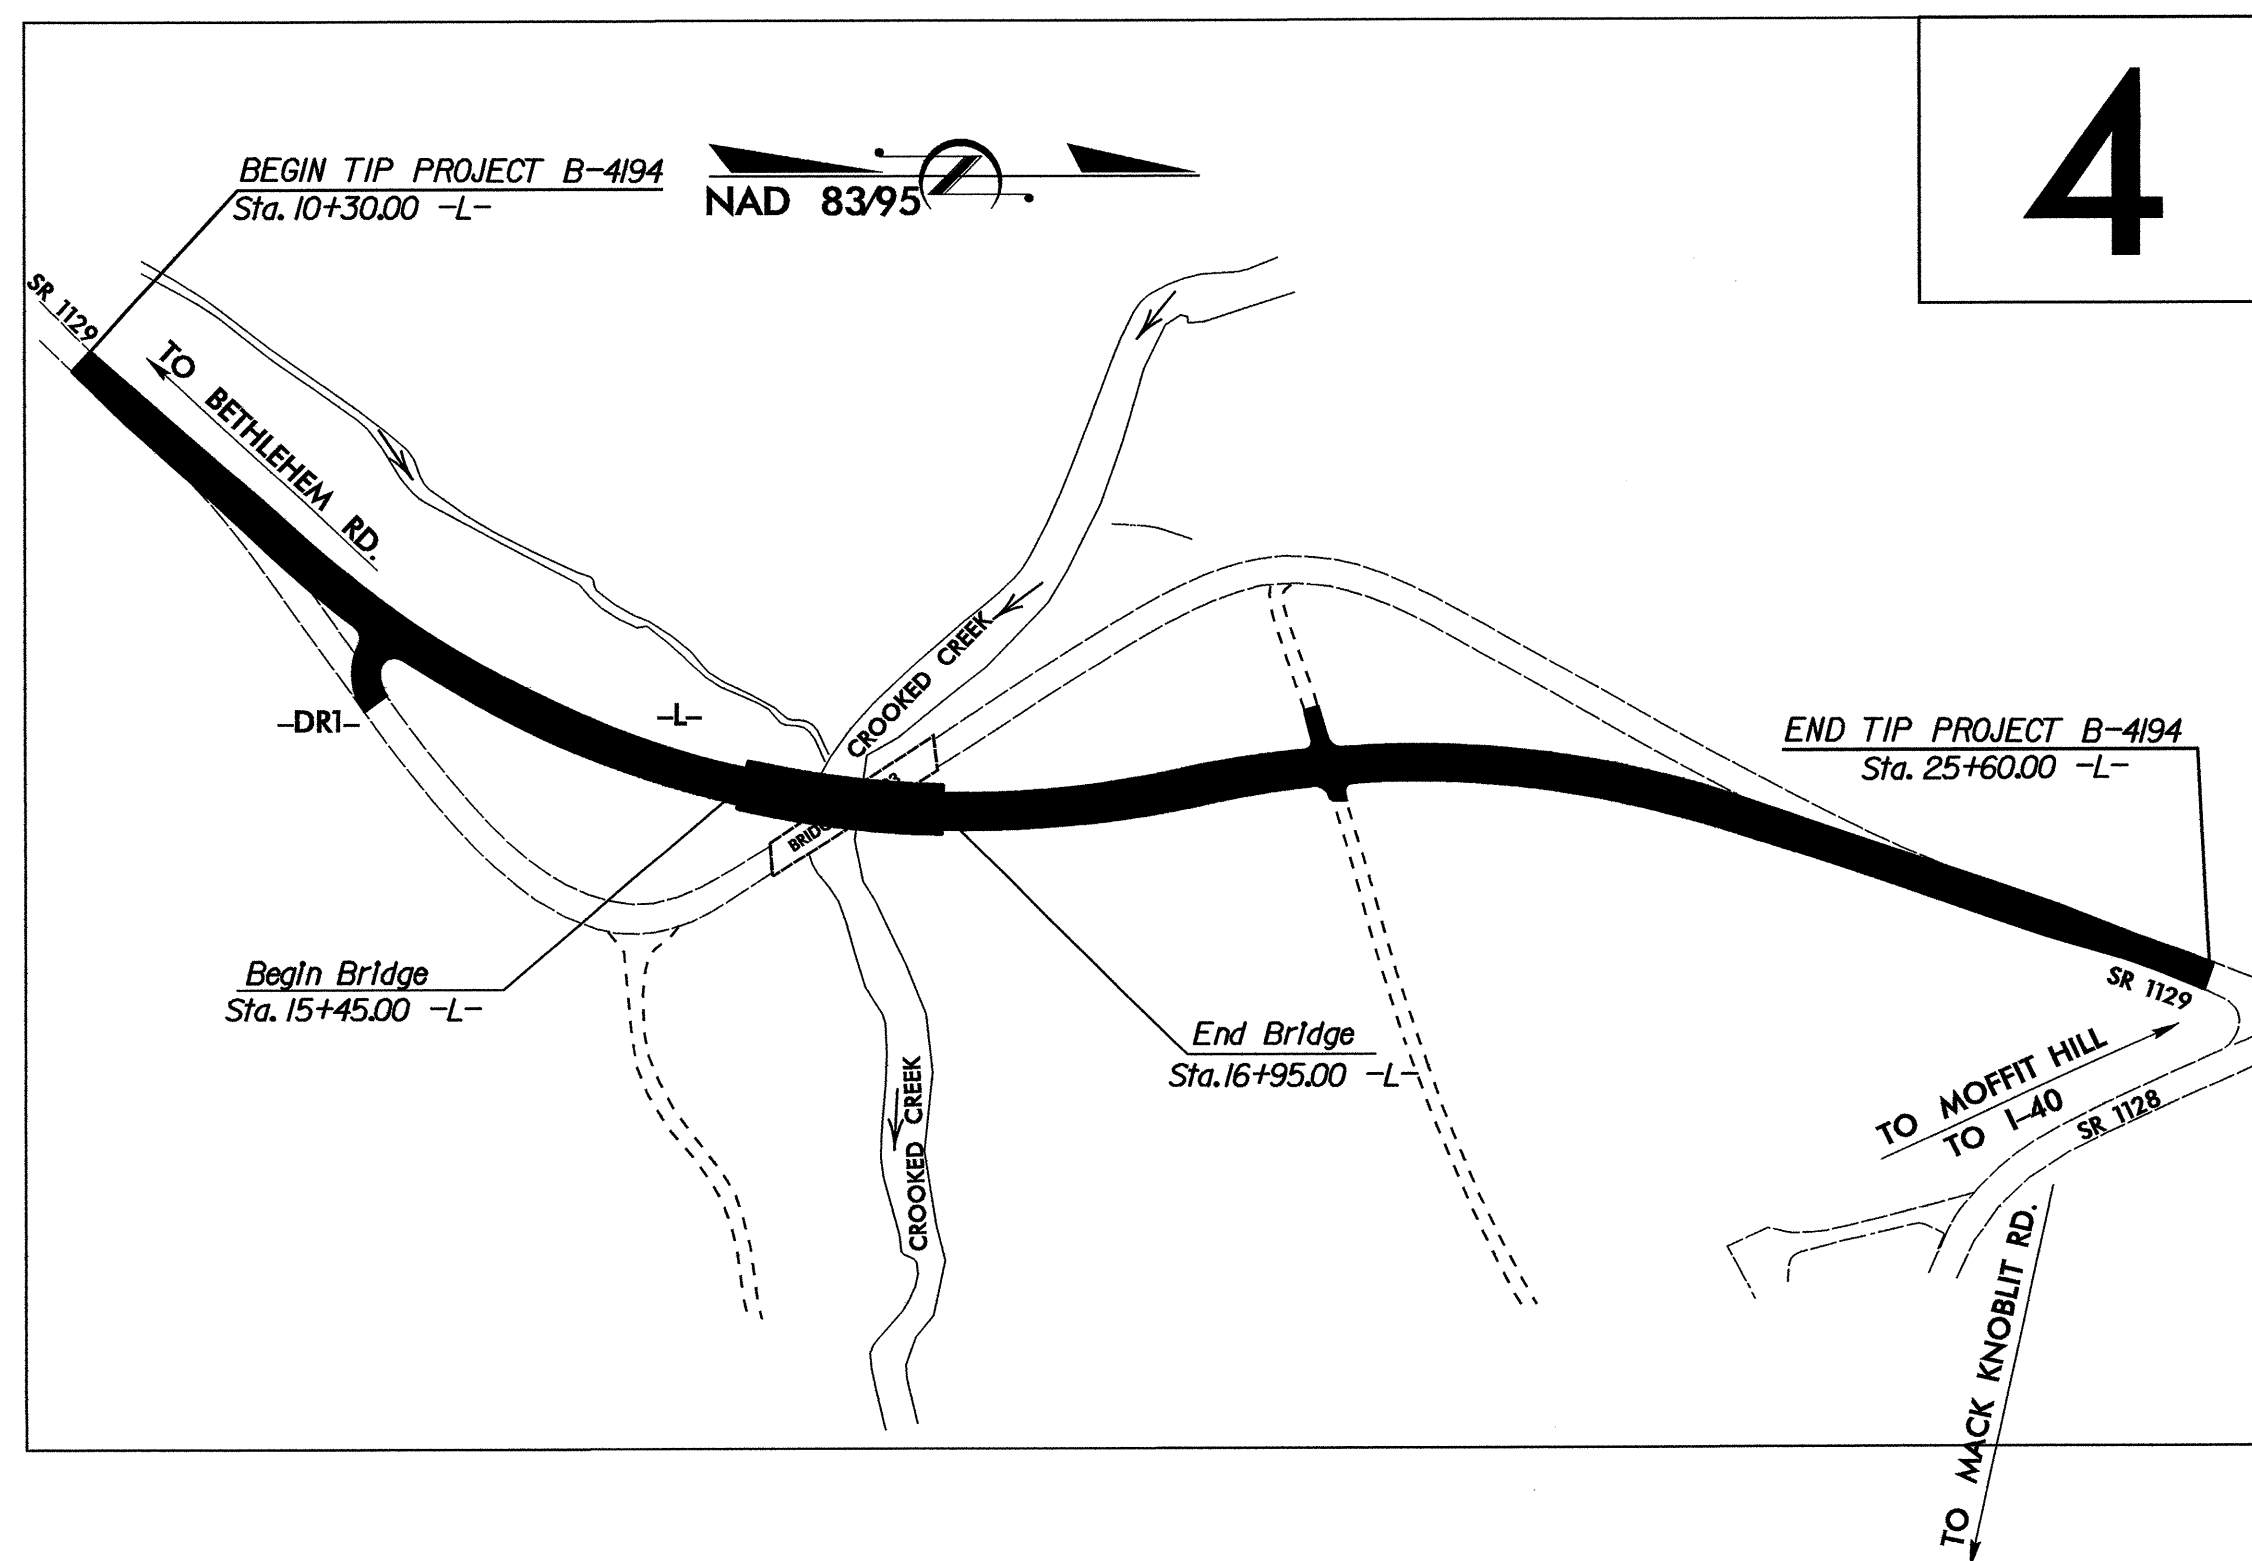 4
BEGIN TIP PROJECT B-4194
Sta. 10+30.00 -L-
NAD 83/95
SR 1129
TO BETHLEHEM RD.
CROOKED CREEK
-DR1-
-L-
END TIP PROJECT B-4194
Sta. 25+60.00 -L-
Begin Bridge
Sta. 15+45.00 -L-
End Bridge
Sta. 16+95.00 -L-
SR 1129
TO MOFFIT HILL
TO I-40
SR 1128
CROOKED CREEK
TO MACK KNOBLIT RD.